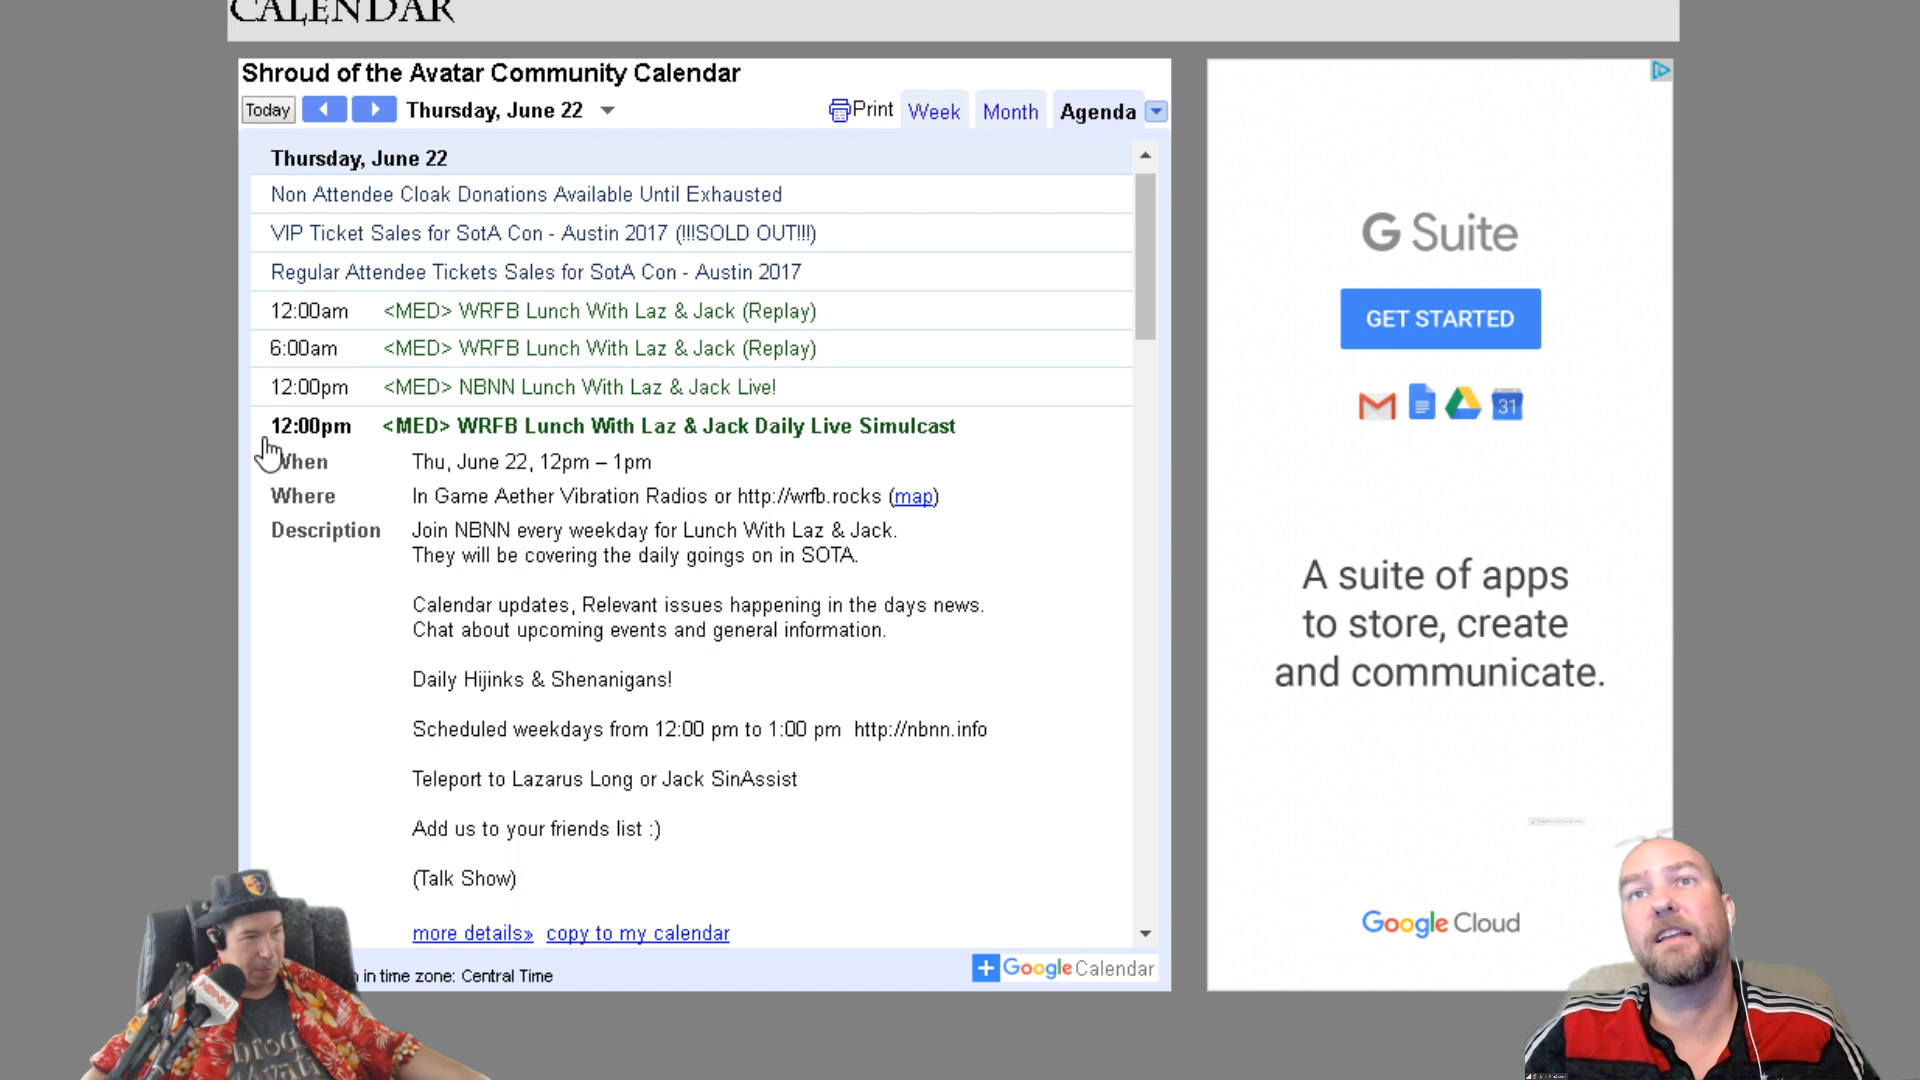 CALENDAR
Shroud of the Avatar Community Calendar
Today Thursday, June 22 Print Week Month Agenda
Thursday, June 22
Non Attendee Cloak Donations Available Until Exhausted
VIP Ticket Sales for SotA Con - Austin 2017 (!!!SOLD OUT!!!)
Regular Attendee Tickets Sales for SotA Con - Austin 2017
12:00am <MED> WRFB Lunch With Laz & Jack (Replay)
6:00am <MED> WRFB Lunch With Laz & Jack (Replay)
12:00pm <MED> NBNN Lunch With Laz & Jack Live!
12:00pm <MED> WRFB Lunch With Laz & Jack Daily Live Simulcast
When Thu, June 22, 12pm – 1pm
Where In Game Aether Vibration Radios or http://wrfb.rocks (map)
Description Join NBNN every weekday for Lunch With Laz & Jack.
They will be covering the daily goings on in SOTA.
Calendar updates, Relevant issues happening in the days news.
Chat about upcoming events and general information.
Daily Hijinks & Shenanigans!
Scheduled weekdays from 12:00 pm to 1:00 pm http://nbnn.info
Teleport to Lazarus Long or Jack SinAssist
Add us to your friends list :)
(Talk Show)
more details» copy to my calendar
in time zone: Central Time
+ Google Calendar
G Suite
GET STARTED
31
A suite of apps
to store, create
and communicate.
Google Cloud
NBNN